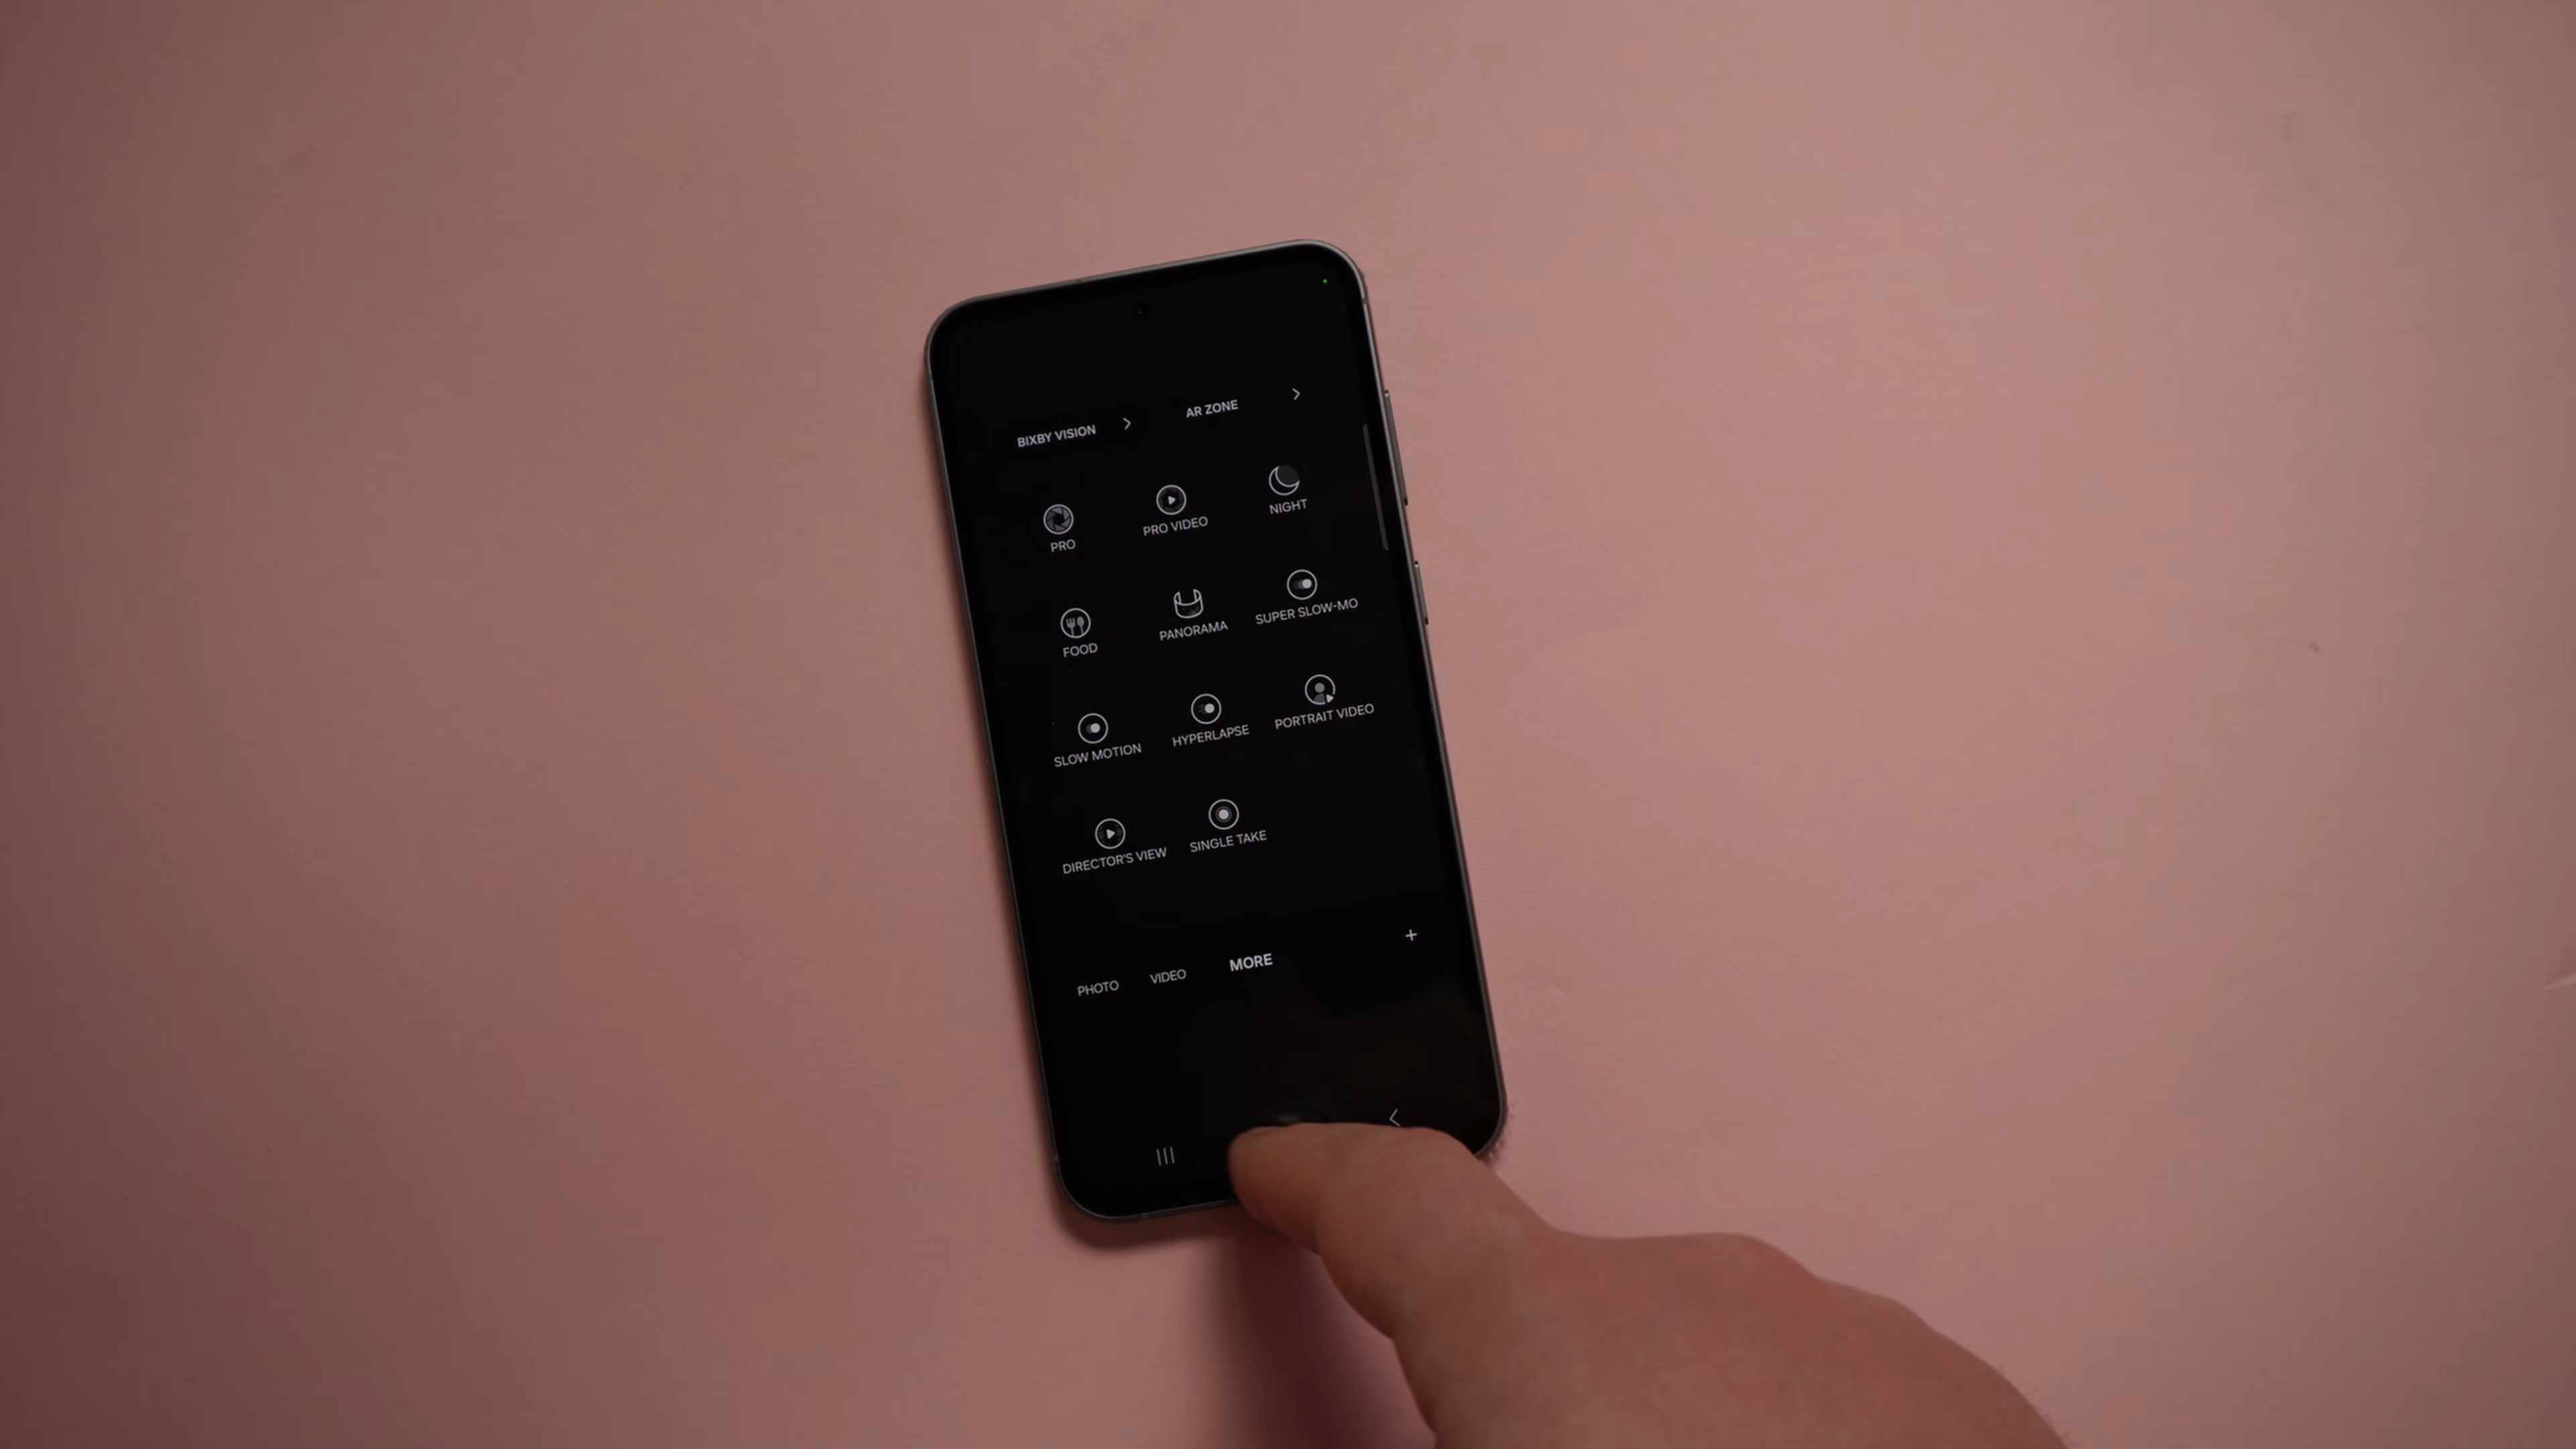 BIXBY VISION
AR ZONE
PRO
PRO VIDEO
NIGHT
FOOD
PANORAMA
SUPER SLOW-MO
SLOW MOTION
HYPERLAPSE
PORTRAIT VIDEO
DIRECTOR'S VIEW
SINGLE TAKE
PHOTO
VIDEO
MORE